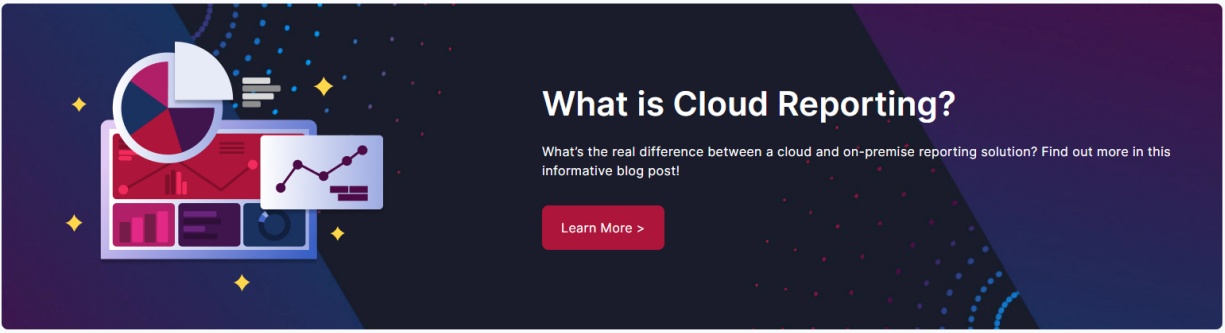 What is Cloud Reporting?
What's the real difference between a cloud and on-premise reporting solution? Find out more in this
informative blog post!
Learn More >